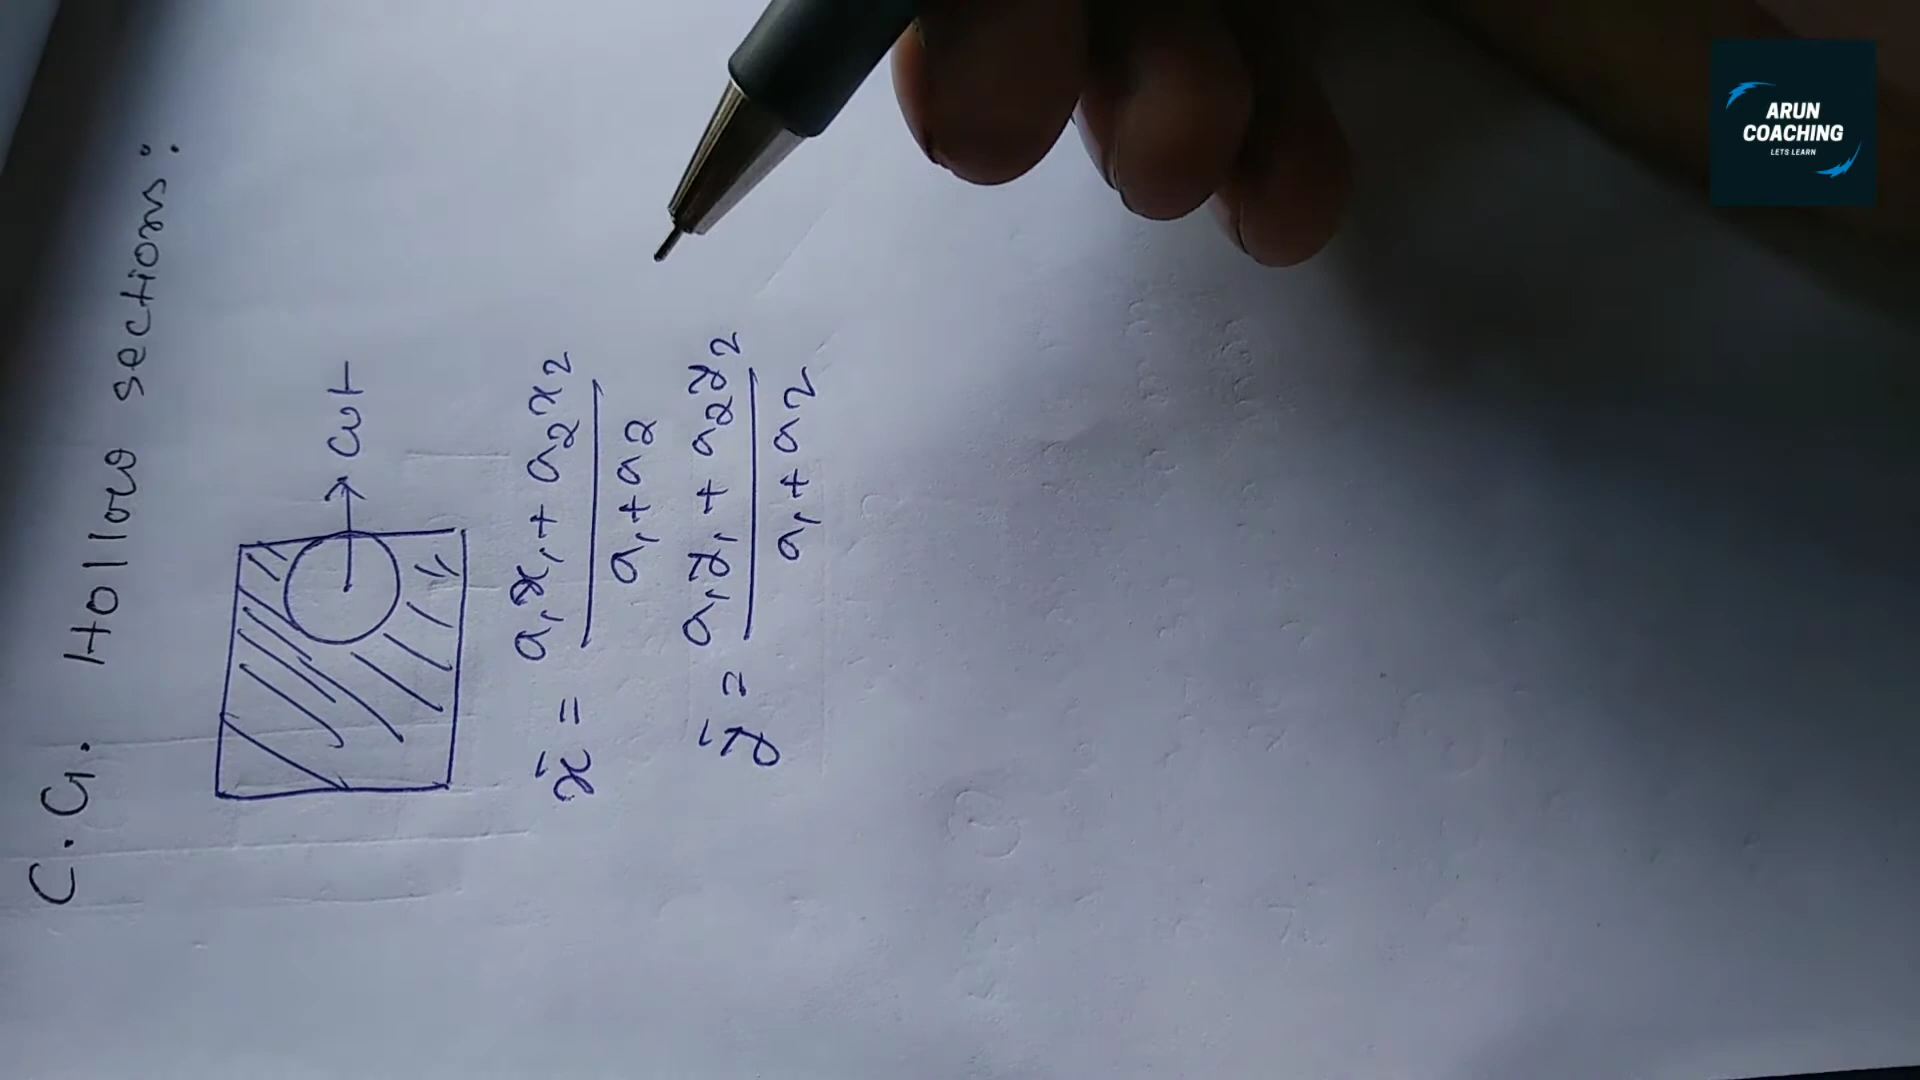 C.G. Hollow sections:
cut
x̄ = a₁x₁ + a₂x₂
a₁ + a₂
ȳ = a₁y₁ + a₂y₂
a₁ + a₂
ARUN
COACHING
LETS LEARN